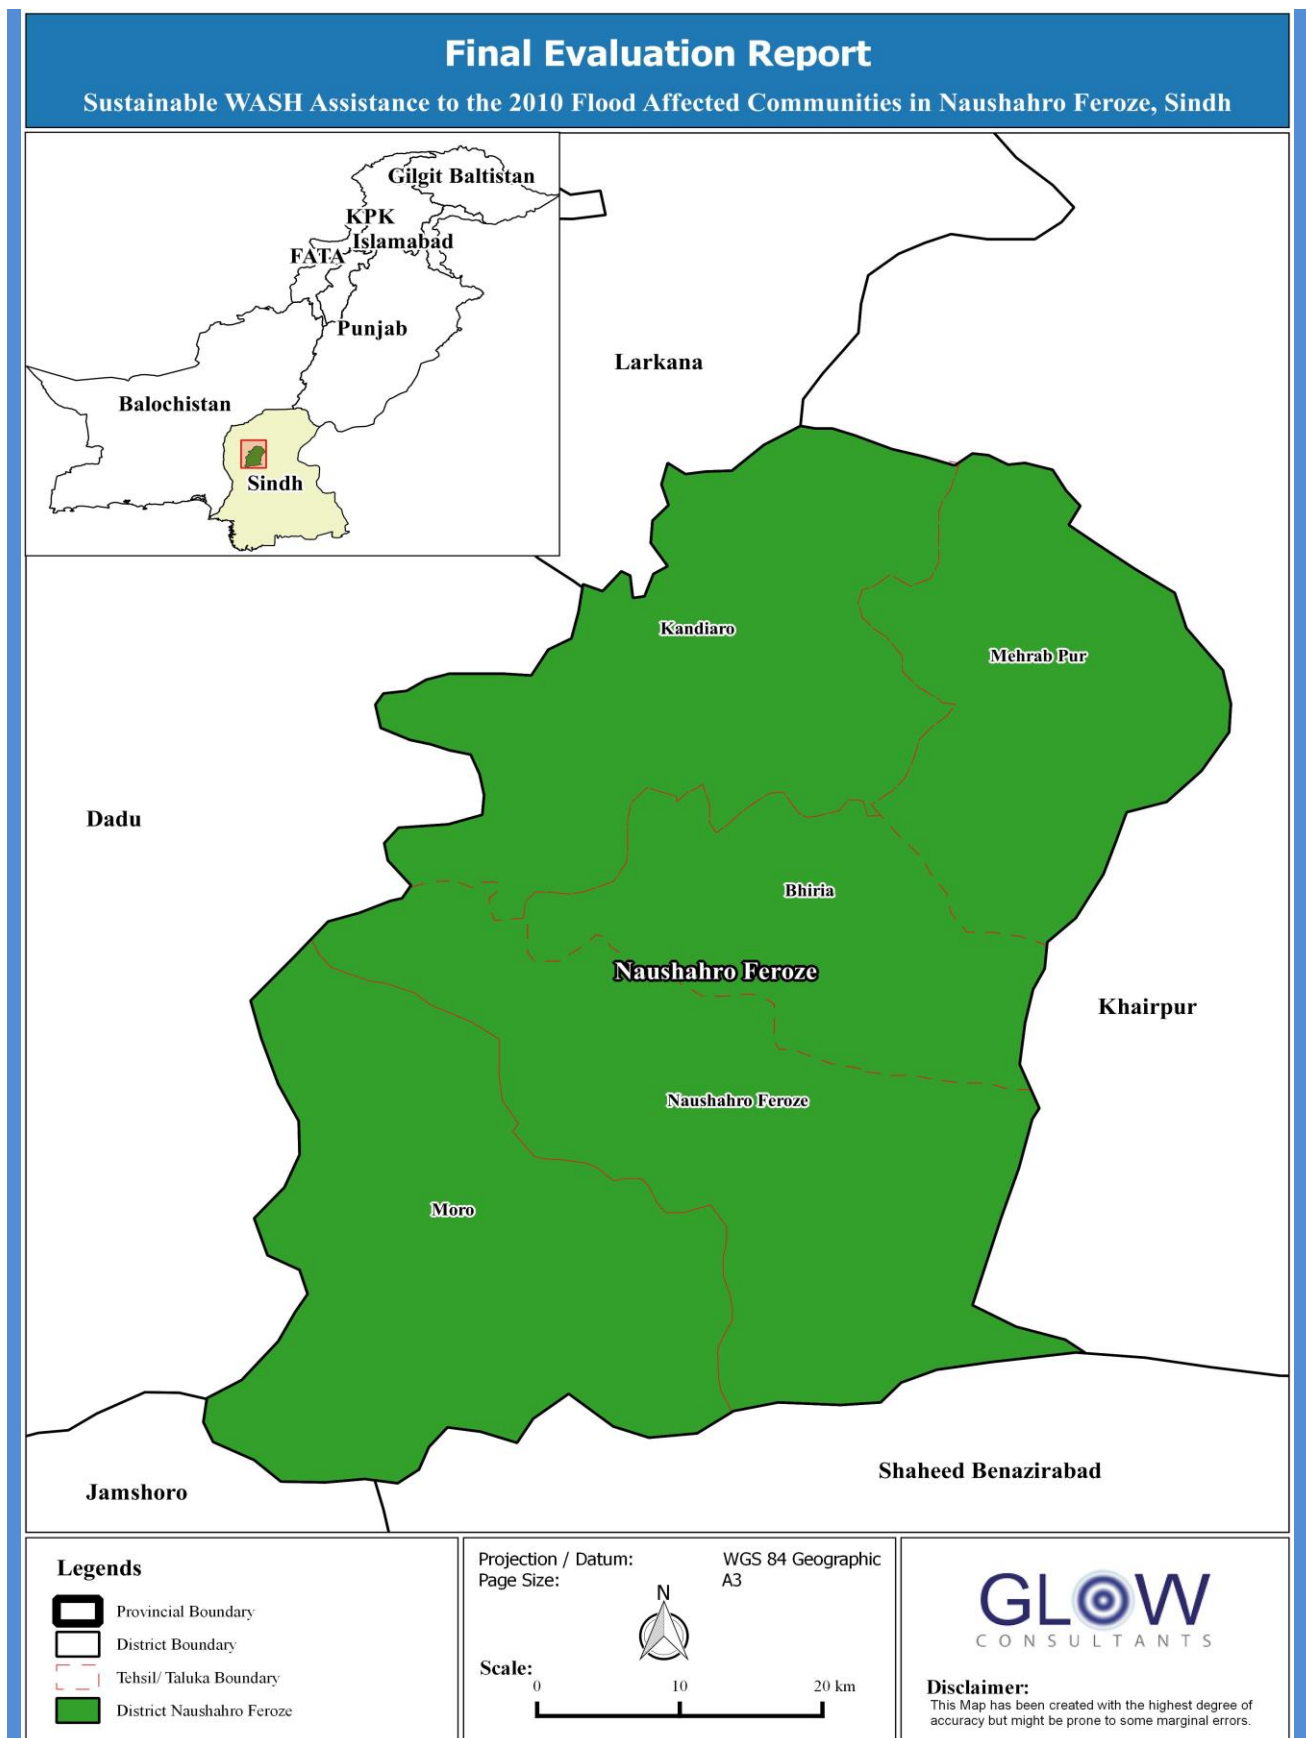 Final Evaluation Report
Sustainable WASH Assistance to the 2010 Flood Affected Communities in Naushahro Feroze, Sindh
Gilgit Baltistan
KPK
Islamabad
FATA
Punjab
Balochistan
Sindh
Larkana
Kandiaro
Mehrab Pur
Dadu
Bhiria
Naushahro Feroze
Khairpur
Naushahro Feroze
Moro
Shaheed Benazirabad
Jamshoro
Legends
Provincial Boundary
District Boundary
Tehsil/ Taluka Boundary
District Naushahro Feroze
Projection / Datum: WGS 84 Geographic
Page Size: A3
N
Scale:
0 10 20 km
GLOW
CONSULTANTS
Disclaimer:
This Map has been created with the highest degree of
accuracy but might be prone to some marginal errors.